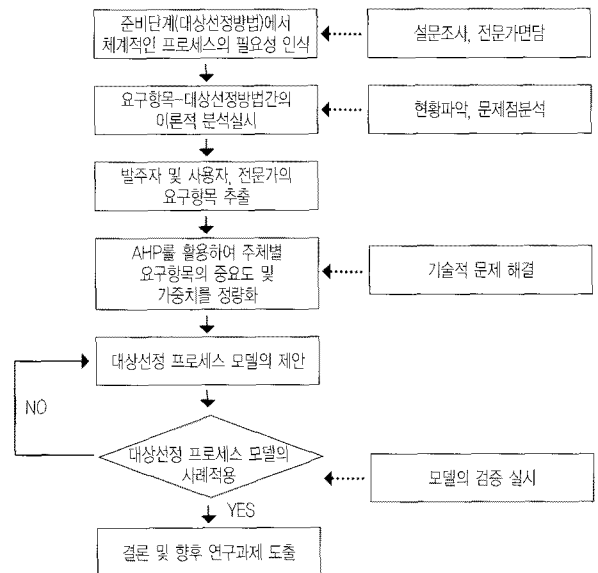 준비단계(대상선정방법)에서
체계적인 프로세스의 필요성 인식
설문조사, 전문가면담
요구항목-대상선정방법간의
이론적 분석실시
현황파악, 문제점분석
발주자 및 사용자, 전문가의
요구항목 추출
AHP를 활용하여 주체별
요구항목의 중요도 및
가중치를 정량화
기술적 문제 해결
대상선정 프로세스 모델의 제안
NO
대상선정 프로세스 모델의
사례적용
모델의 검증 실시
YES
결론 및 향후 연구과제 도출